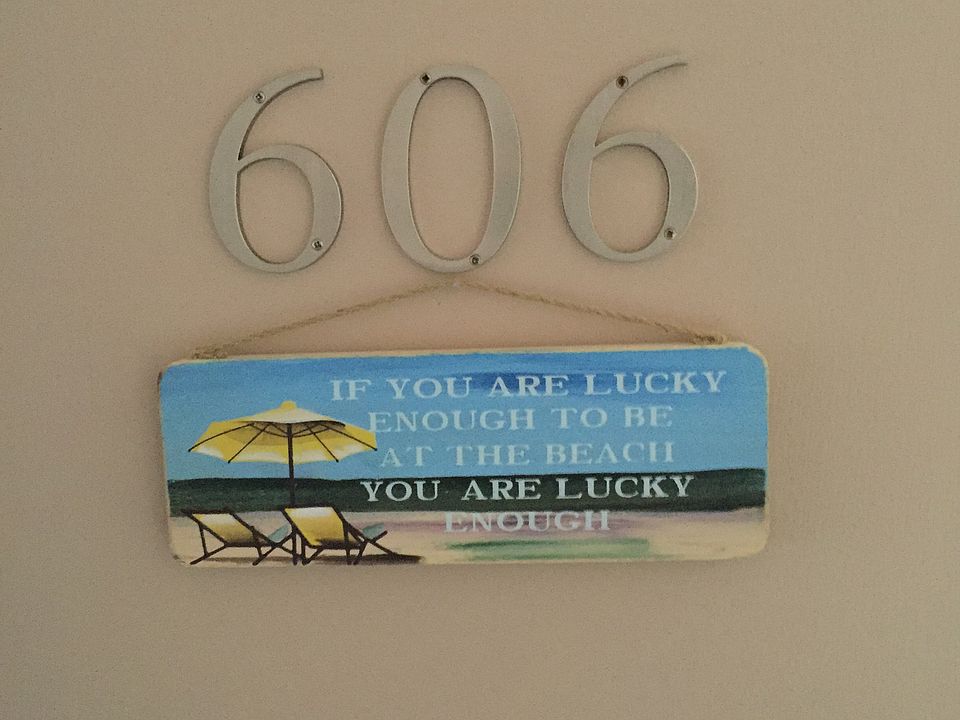 606
IF YOU ARE LUCKY
ENOUGH TO BE
AT THE BEACH
YOU ARE LUCKY
ENOUGH